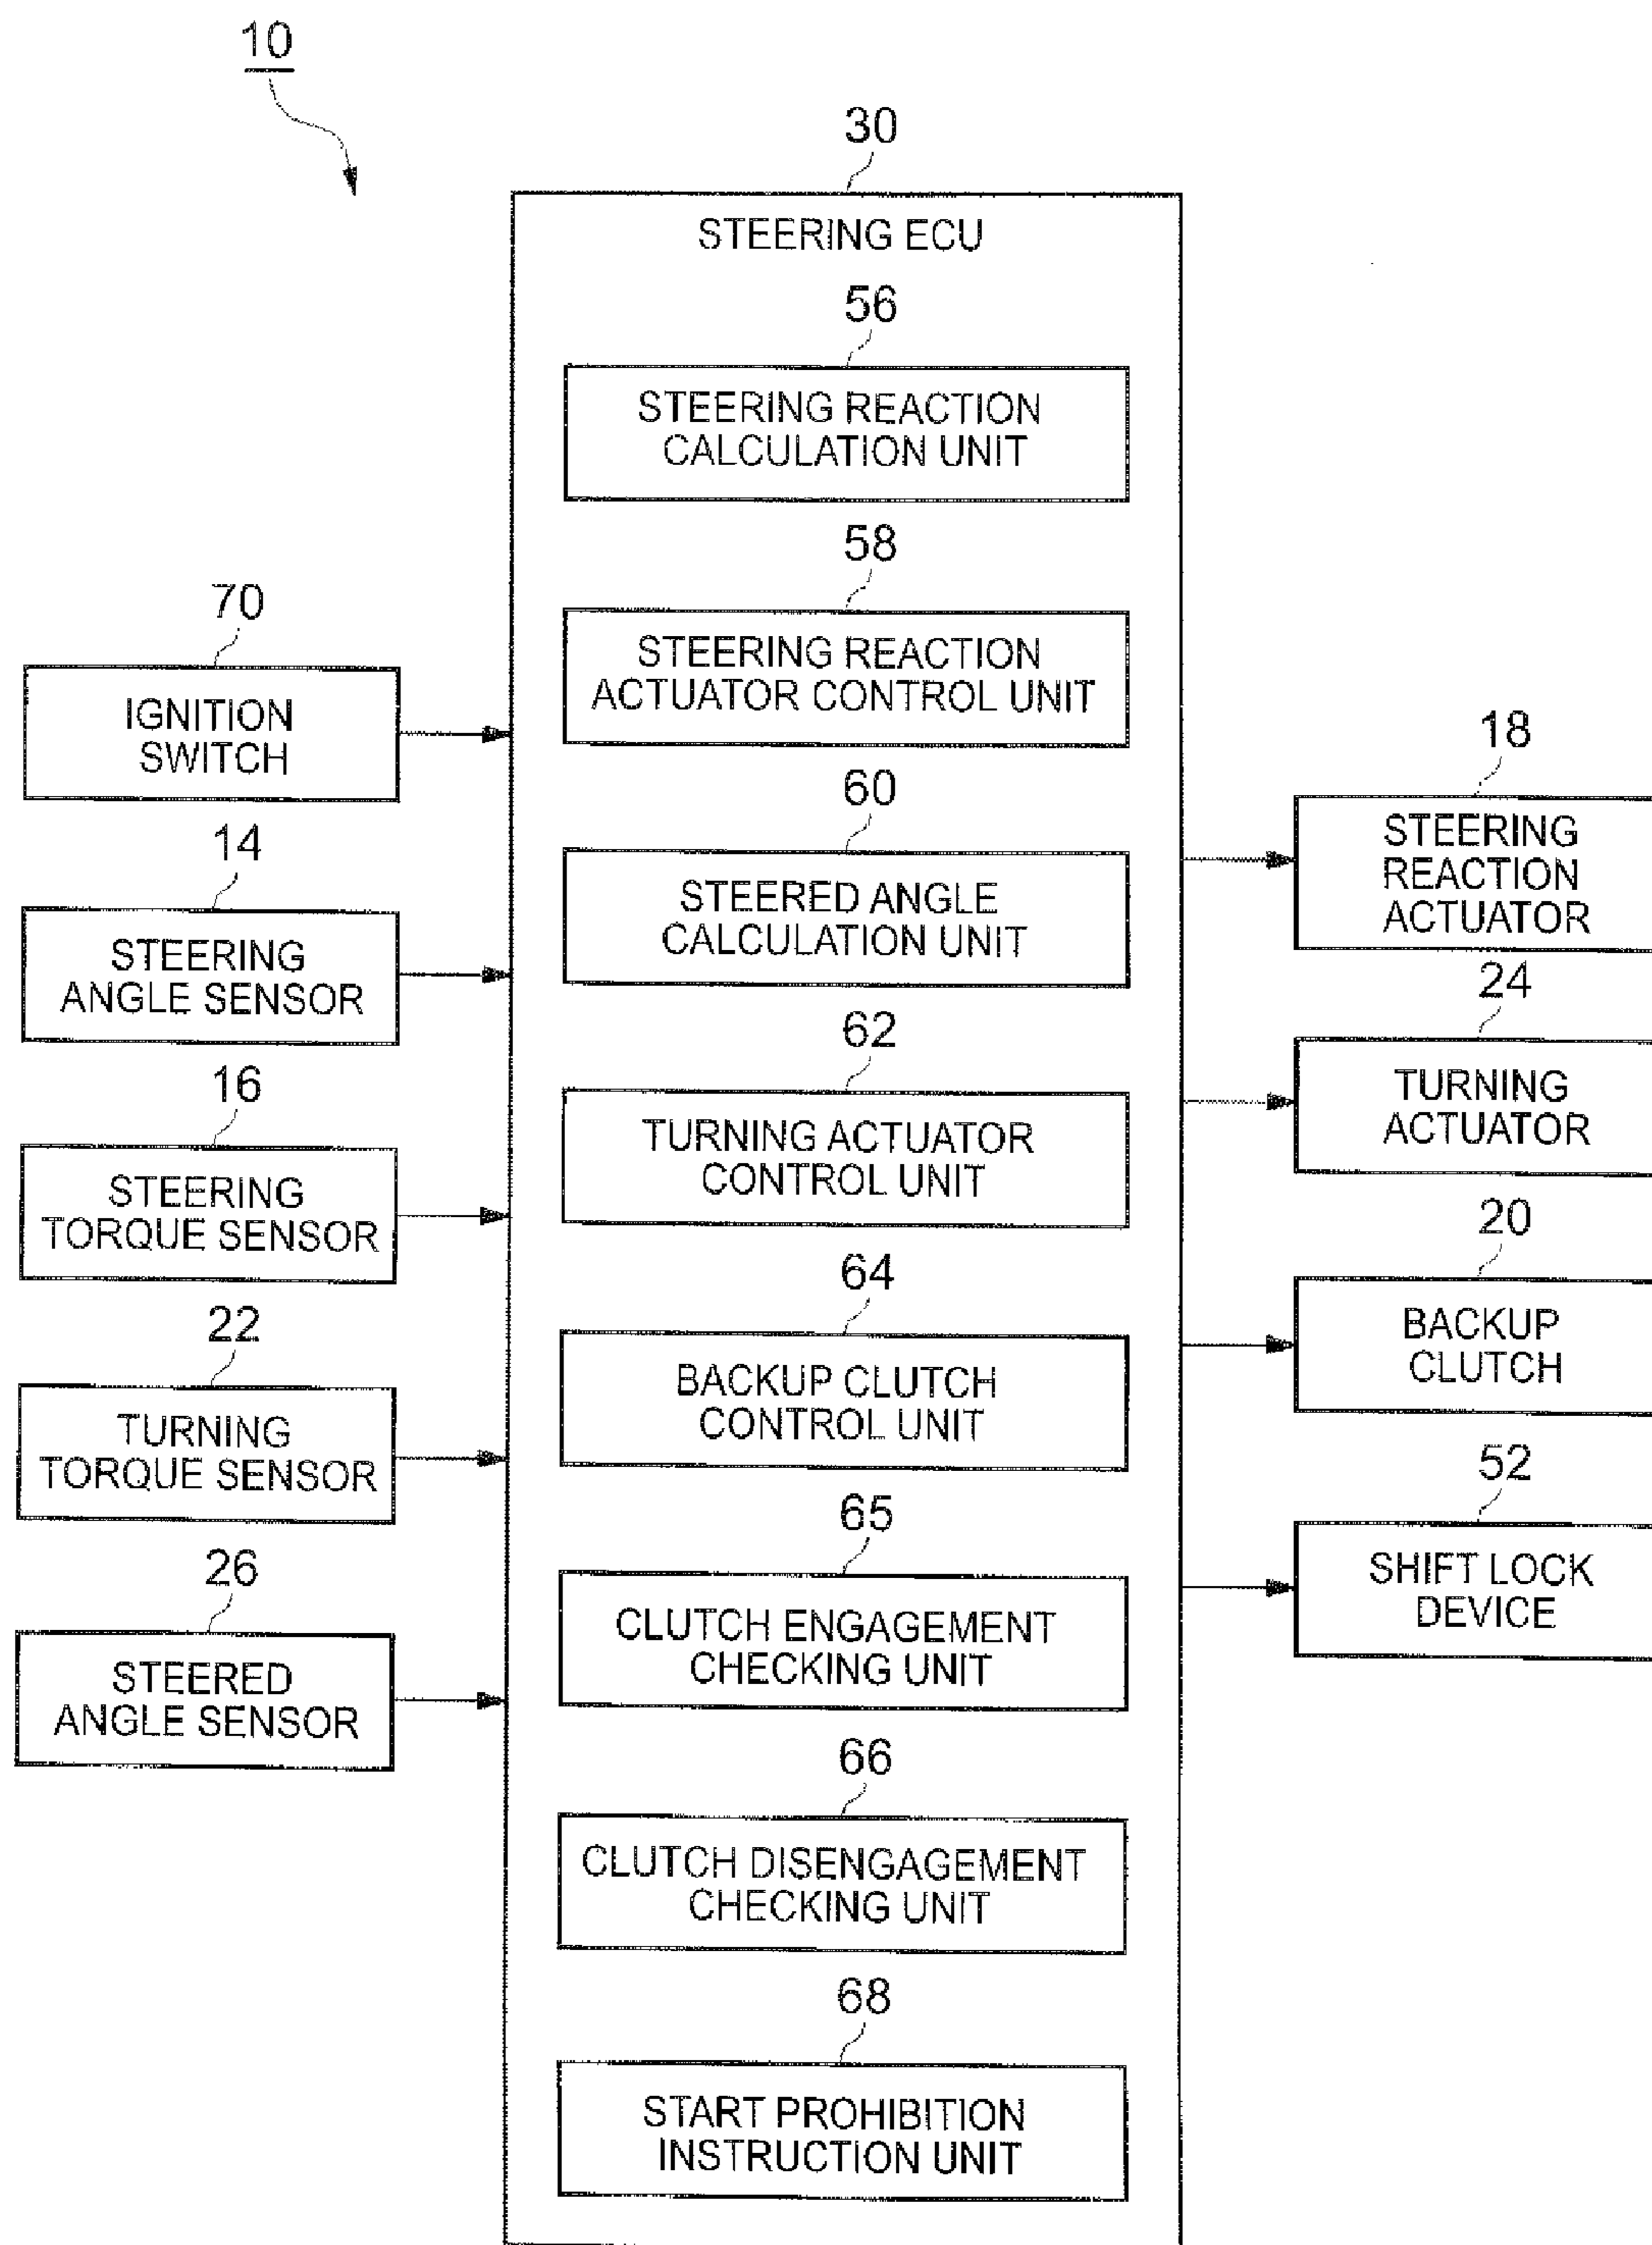 10
30
STEERING ECU
56
STEERING REACTION
CALCULATION UNIT
58
STEERING REACTION
ACTUATOR CONTROL UNIT
60
STEERED ANGLE
CALCULATION UNIT
62
TURNING ACTUATOR
CONTROL UNIT
64
BACKUP CLUTCH
CONTROL UNIT
65
CLUTCH ENGAGEMENT
CHECKING UNIT
66
CLUTCH DISENGAGEMENT
CHECKING UNIT
68
START PROHIBITION
INSTRUCTION UNIT
70
IGNITION
SWITCH
14
STEERING
ANGLE SENSOR
16
STEERING
TORQUE SENSOR
22
TURNING
TORQUE SENSOR
26
STEERED
ANGLE SENSOR
18
STEERING
REACTION
ACTUATOR
24
TURNING
ACTUATOR
20
BACKUP
CLUTCH
52
SHIFT LOCK
DEVICE